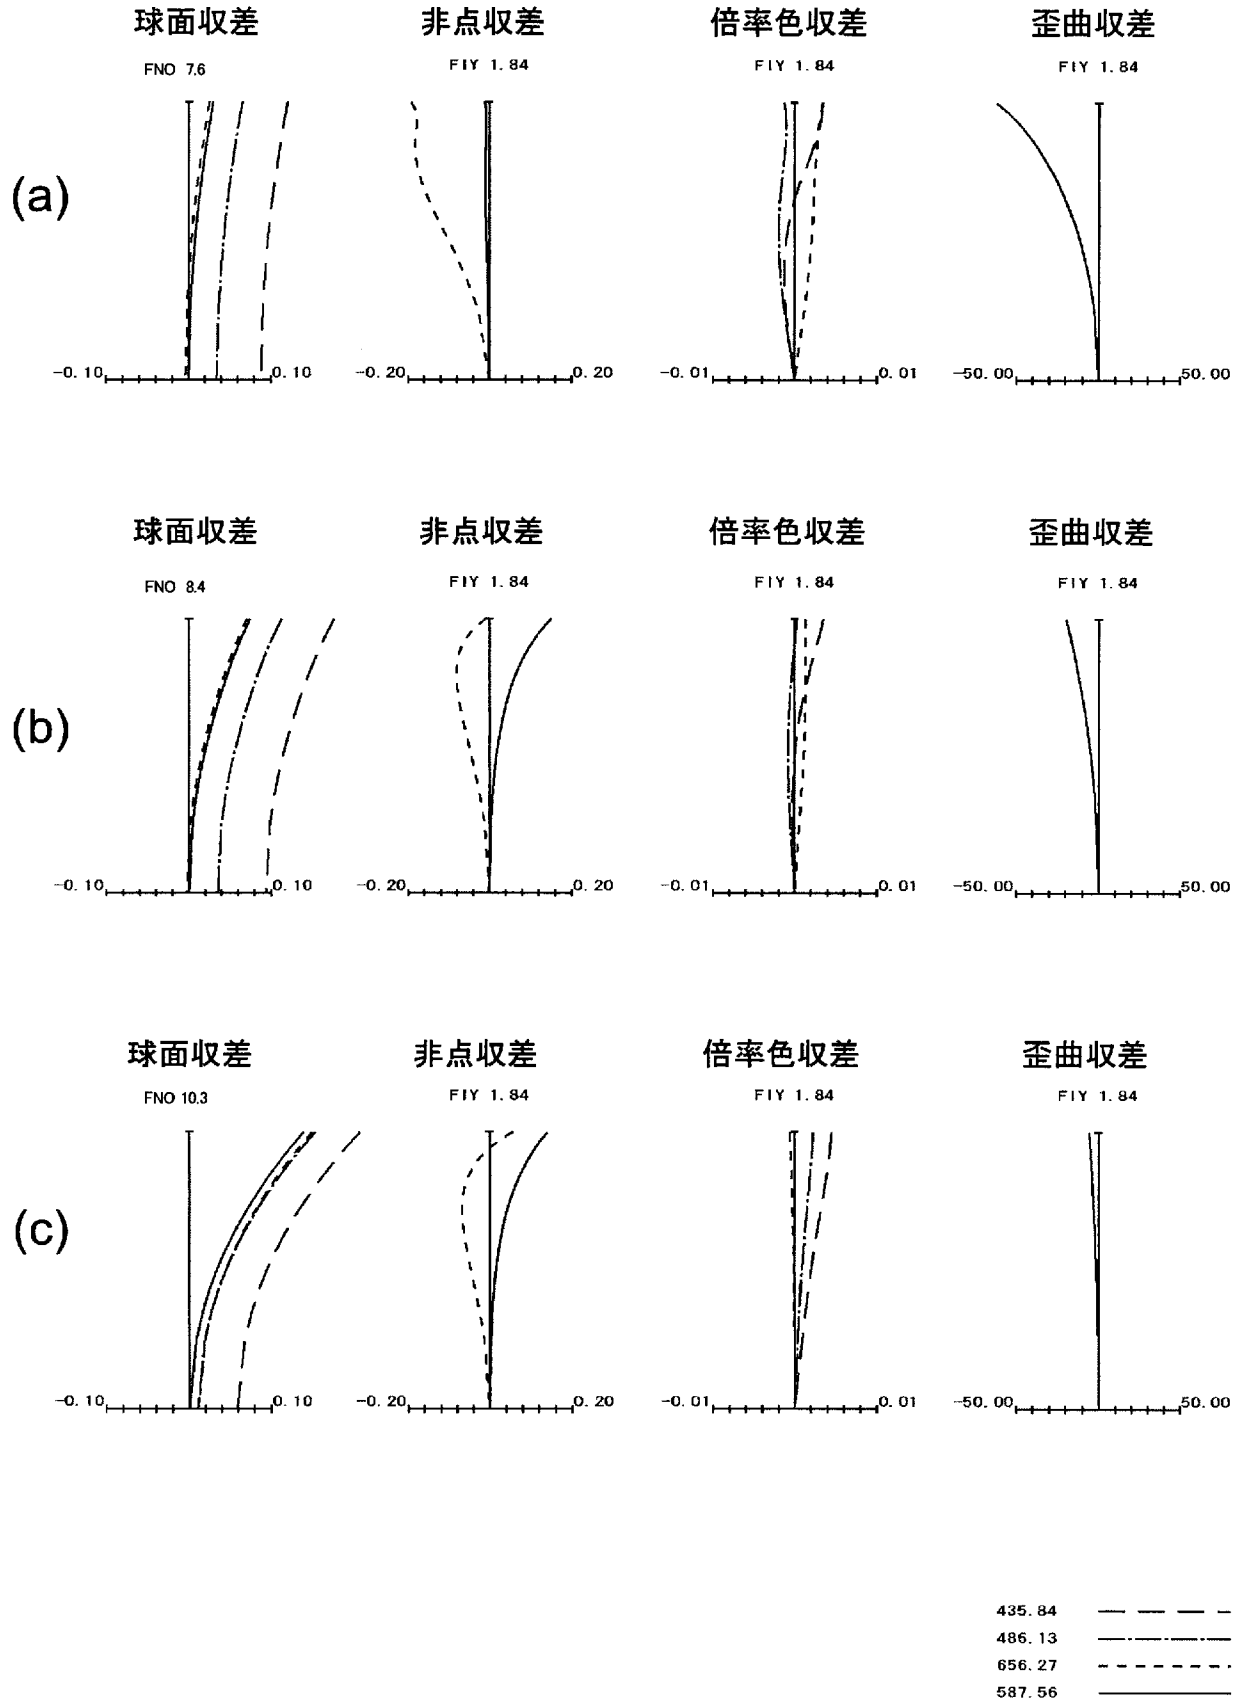 球面収差 非点収差 倍率色収差 歪曲収差
FNO 7.6 FIY 1.84 FIY 1.84 FIY 1.84
(a)
-0.10 0.10 -0.20 0.20 -0.01 0.01 -50.00 50.00
球面収差 非点収差 倍率色収差 歪曲収差
FNO 8.4 FIY 1.84 FIY 1.84 FIY 1.84
(b)
-0.10 0.10 -0.20 0.20 -0.01 0.01 -50.00 50.00
球面収差 非点収差 倍率色収差 歪曲収差
FNO 10.3 FIY 1.84 FIY 1.84 FIY 1.84
(c)
-0.10 0.10 -0.20 0.20 -0.01 0.01 -50.00 50.00
435.84
486.13
656.27
587.56